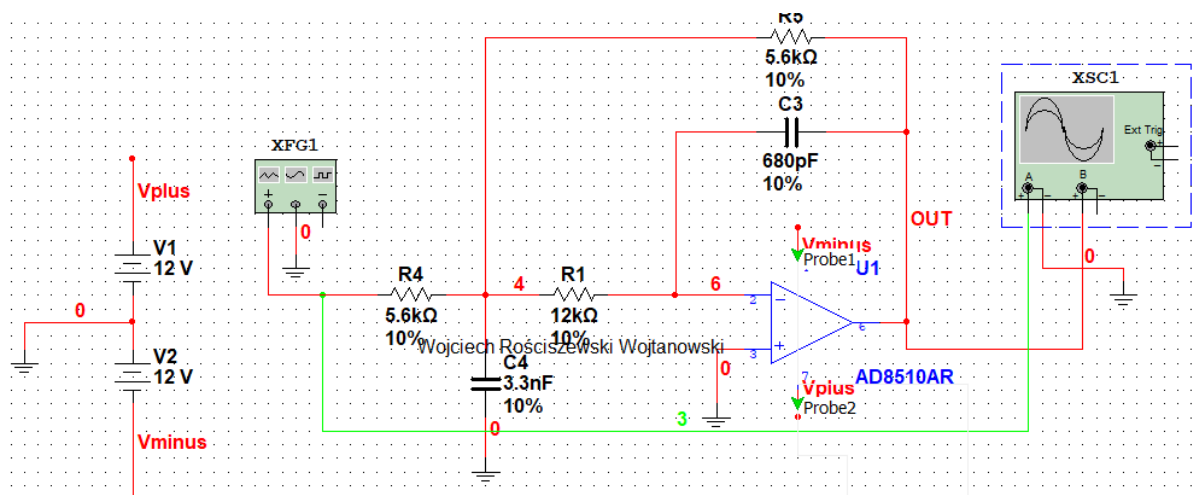 R5
5.6kΩ
10%
C3
680pF
10%
XFG1
+
−
0
Vplus
V1
12 V
0
V2
12 V
Vminus
R4
5.6kΩ
10%
4
R1
12kΩ
10%
6
Wojciech Rościszewski Wojtanowski
C4
3.3nF
10%
0
3
Vminus
Probe1
U1
2
−
+
3
6
7
0
AD8510AR
Vplus
Probe2
OUT
XSC1
Ext Trig
+
−
A
B
+
−
+
−
0